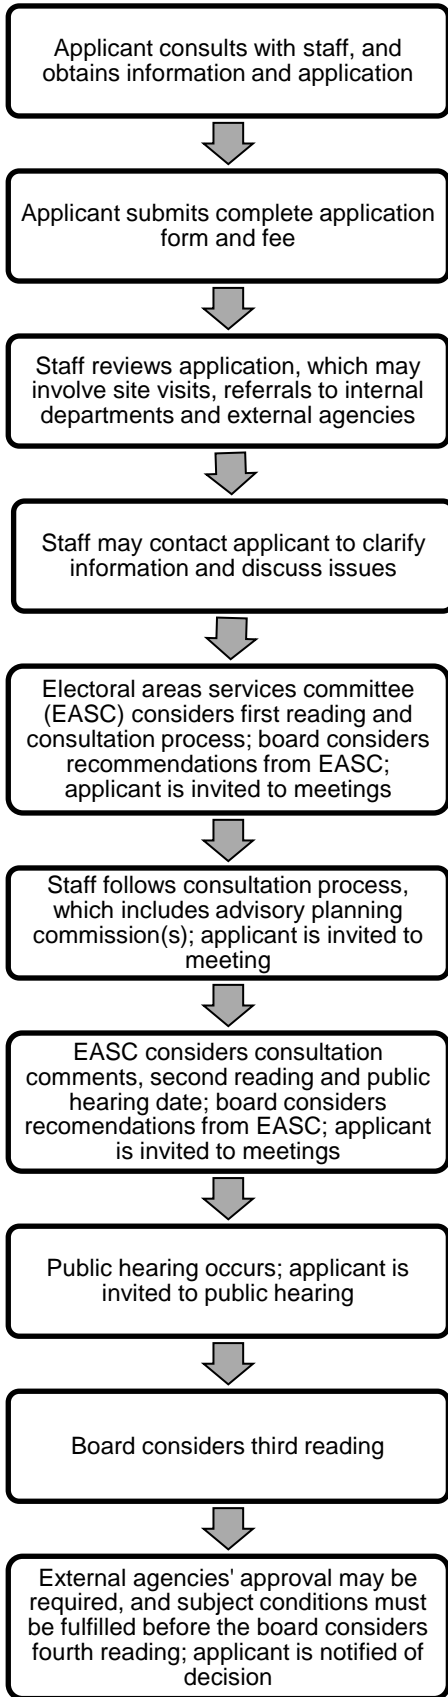 Applicant consults with staff, and
obtains information and application
Applicant submits complete application
form and fee
Staff reviews application, which may
involve site visits, referrals to internal
departments and external agencies
Staff may contact applicant to clarify
information and discuss issues
Electoral areas services committee
(EASC) considers first reading and
consultation process; board considers
recommendations from EASC;
applicant is invited to meetings
Staff follows consultation process,
which includes advisory planning
commission(s); applicant is invited to
meeting
EASC considers consultation
comments, second reading and public
hearing date; board considers
recomendations from EASC; applicant
is invited to meetings
Public hearing occurs; applicant is
invited to public hearing
Board considers third reading
External agencies' approval may be
required, and subject conditions must
be fulfilled before the board considers
fourth reading; applicant is notified of
decision